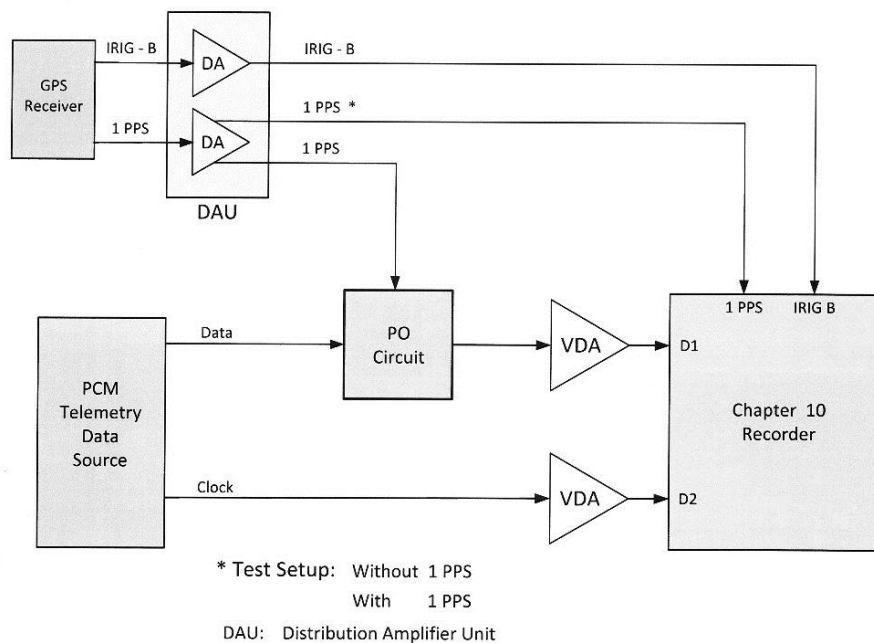 IRIG - B
IRIG - B
GPS
Receiver
DA
1 PPS *
1 PPS
DA
1 PPS
DAU
1 PPS
IRIG B
Data
PO
Circuit
VDA
D1
PCM
Telemetry
Data
Source
Chapter 10
Recorder
Clock
VDA
D2
* Test Setup: Without 1 PPS
With 1 PPS
DAU: Distribution Amplifier Unit